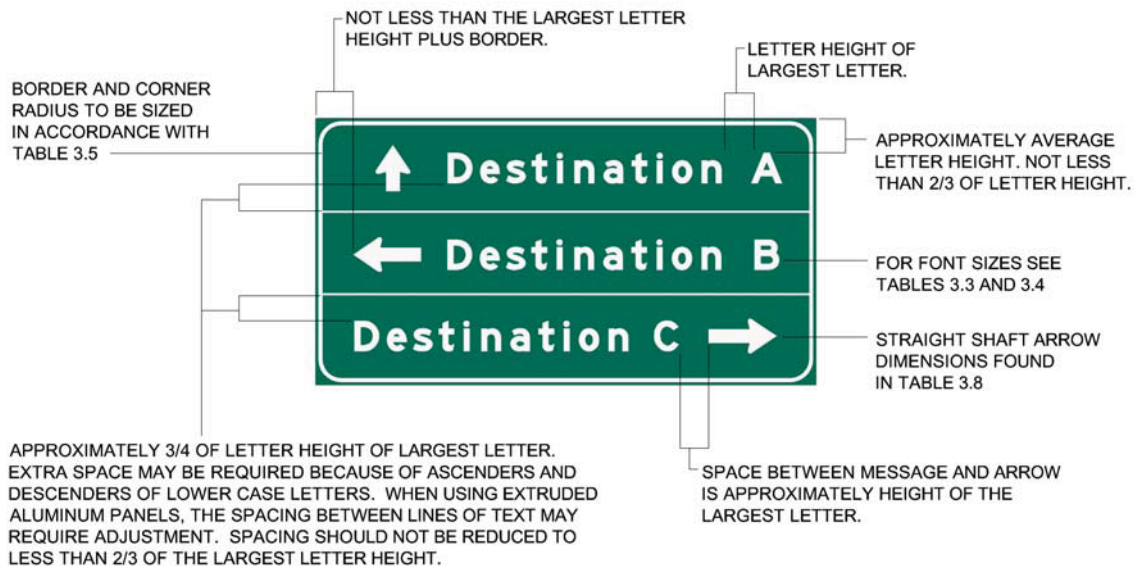 NOT LESS THAN THE LARGEST LETTER
HEIGHT PLUS BORDER.
LETTER HEIGHT OF
LARGEST LETTER.
BORDER AND CORNER
RADIUS TO BE SIZED
IN ACCORDANCE WITH
TABLE 3.5
APPROXIMATELY AVERAGE
LETTER HEIGHT. NOT LESS
THAN 2/3 OF LETTER HEIGHT.
Destination A
Destination B
FOR FONT SIZES SEE
TABLES 3.3 AND 3.4
Destination C
STRAIGHT SHAFT ARROW
DIMENSIONS FOUND
IN TABLE 3.8
APPROXIMATELY 3/4 OF LETTER HEIGHT OF LARGEST LETTER.
EXTRA SPACE MAY BE REQUIRED BECAUSE OF ASCENDERS AND
DESCENDERS OF LOWER CASE LETTERS. WHEN USING EXTRUDED
ALUMINUM PANELS, THE SPACING BETWEEN LINES OF TEXT MAY
REQUIRE ADJUSTMENT. SPACING SHOULD NOT BE REDUCED TO
LESS THAN 2/3 OF THE LARGEST LETTER HEIGHT.
SPACE BETWEEN MESSAGE AND ARROW
IS APPROXIMATELY HEIGHT OF THE
LARGEST LETTER.